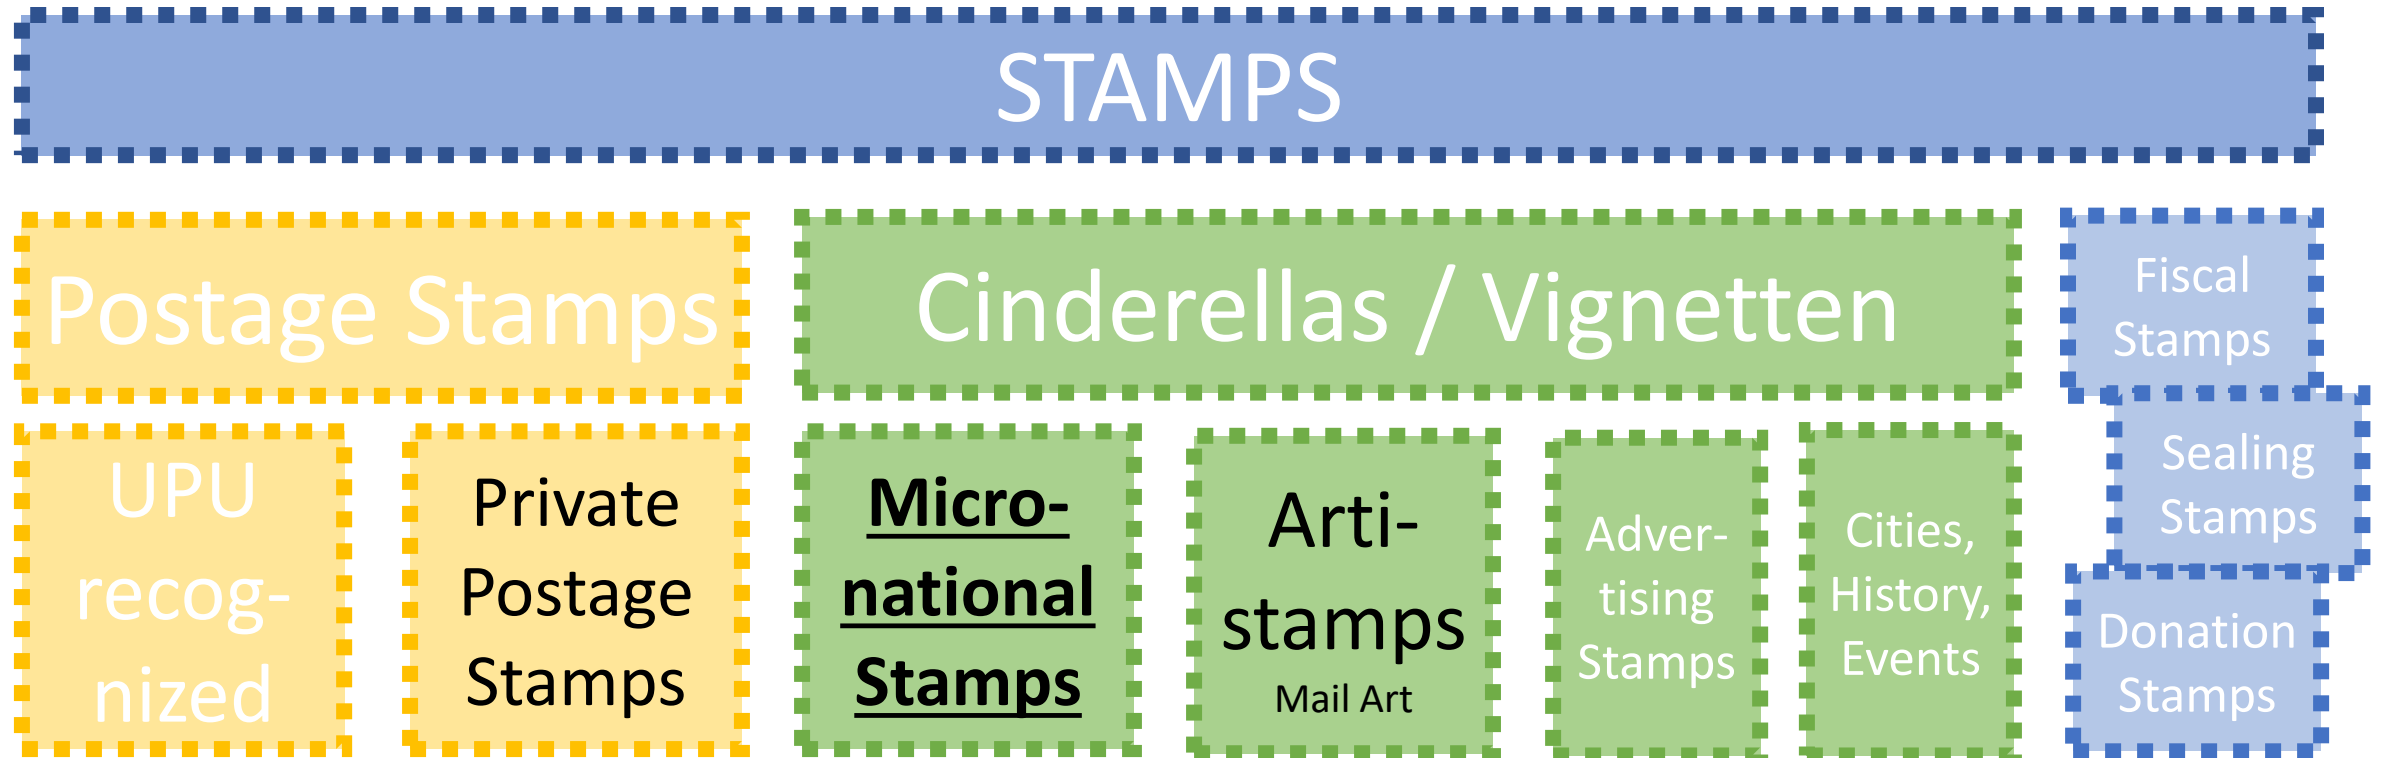 STAMPS
Postage Stamps
Cinderellas / Vignetten
Fiscal
Stamps
Sealing
Stamps
Donation
Stamps
UPU
recog-
nized
Private
Postage
Stamps
Micro-
national
Stamps
Arti-
stamps
Mail Art
Adver-
tising
Stamps
Cities,
History,
Events